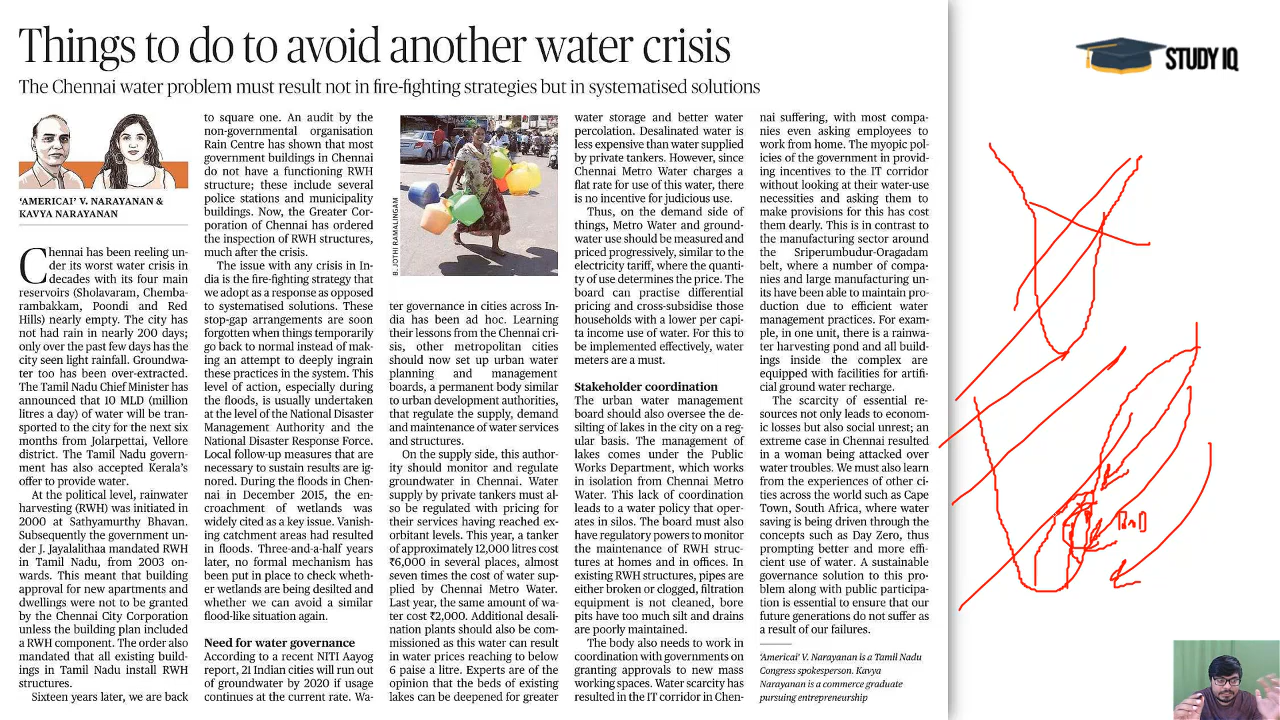 Things to do to avoid another water crisis
The Chennai water problem must result not in fire-fighting strategies but in systematised solutions
STUDY IQ
'AMERICAI' V. NARAYANAN &
KAVYA NARAYANAN
Chennai has been reeling un-
der its worst water crisis in
decades with its four main
reservoirs (Sholavaram, Chemba-
rambakkam, Poondi and Red
Hills) nearly empty. The city has
not had rain in nearly 200 days;
only over the past few days has the
city seen light rainfall. Groundwa-
ter too has been over-extracted.
The Tamil Nadu Chief Minister has
announced that 10 MLD (million
litres a day) of water will be tran-
sported to the city for the next six
months from Jolarpettai, Vellore
district. The Tamil Nadu govern-
ment has also accepted Kerala's
offer to provide water.
At the political level, rainwater
harvesting (RWH) was initiated in
2000 at Sathyamurthy Bhavan.
Subsequently the government un-
der J. Jayalalithaa mandated RWH
in Tamil Nadu, from 2003 on-
wards. This meant that building
approval for new apartments and
dwellings were not to be granted
by the Chennai City Corporation
unless the building plan included
a RWH component. The order also
mandated that all existing build-
ings in Tamil Nadu install RWH
structures.
Sixteen years later, we are back
to square one. An audit by the
non-governmental organisation
Rain Centre has shown that most
government buildings in Chennai
do not have a functioning RWH
structure; these include several
police stations and municipality
buildings. Now, the Greater Cor-
poration of Chennai has ordered
the inspection of RWH structures,
much after the crisis.
The issue with any crisis in In-
dia is the fire-fighting strategy that
we adopt as a response as opposed
to systematised solutions. These
stop-gap arrangements are soon
forgotten when things temporarily
go back to normal instead of mak-
ing an attempt to deeply ingrain
these practices in the system. This
level of action, especially during
the floods, is usually undertaken
at the level of the National Disaster
Management Authority and the
National Disaster Response Force.
Local follow-up measures that are
necessary to sustain results are ig-
nored. During the floods in Chen-
nai in December 2015, the en-
croachment of wetlands was
widely cited as a key issue. Vanish-
ing catchment areas had resulted
in floods. Three-and-a-half years
later, no formal mechanism has
been put in place to check wheth-
er wetlands are being desilted and
whether we can avoid a similar
flood-like situation again.
Need for water governance
According to a recent NITI Aayog
report, 21 Indian cities will run out
of groundwater by 2020 if usage
continues at the current rate. Wa-
B. JOTHI RAMALINGAM
ter governance in cities across In-
dia has been ad hoc. Learning
their lessons from the Chennai cri-
sis, other metropolitan cities
should now set up urban water
planning and management
boards, a permanent body similar
to urban development authorities,
that regulate the supply, demand
and maintenance of water services
and structures.
On the supply side, this author-
ity should monitor and regulate
groundwater in Chennai. Water
supply by private tankers must al-
so be regulated with pricing for
their services having reached ex-
orbitant levels. This year, a tanker
of approximately 12,000 litres cost
₹6,000 in several places, almost
seven times the cost of water sup-
plied by Chennai Metro Water.
Last year, the same amount of wa-
ter cost ₹2,000. Additional desali-
nation plants should also be com-
missioned as this water can result
in water prices reaching to below
6 paise a litre. Experts are of the
opinion that the beds of existing
lakes can be deepened for greater
water storage and better water
percolation. Desalinated water is
less expensive than water supplied
by private tankers. However, since
Chennai Metro Water charges a
flat rate for use of this water, there
is no incentive for judicious use.
Thus, on the demand side of
things, Metro Water and ground-
water use should be measured and
priced progressively, similar to the
electricity tariff, where the quanti-
ty of use determines the price. The
board can practise differential
pricing and cross-subsidise those
households with a lower per capi-
ta income use of water. For this to
be implemented effectively, water
meters are a must.
Stakeholder coordination
The urban water management
board should also oversee the de-
silting of lakes in the city on a reg-
ular basis. The management of
lakes comes under the Public
Works Department, which works
in isolation from Chennai Metro
Water. This lack of coordination
leads to a water policy that oper-
ates in silos. The board must also
have regulatory powers to monitor
the maintenance of RWH struc-
tures at homes and in offices. In
existing RWH structures, pipes are
either broken or clogged, filtration
equipment is not cleaned, bore
pits have too much silt and drains
are poorly maintained.
The body also needs to work in
coordination with governments on
granting approvals to new mass
working spaces. Water scarcity has
resulted in the IT corridor in Chen-
nai suffering, with most compa-
nies even asking employees to
work from home. The myopic pol-
icies of the government in provid-
ing incentives to the IT corridor
without looking at their water-use
necessities and asking them to
make provisions for this has cost
them dearly. This is in contrast to
the manufacturing sector around
the Sriperumbudur-Oragadam
belt, where a number of compa-
nies and large manufacturing un-
its have been able to maintain pro-
duction due to efficient water
management practices. For exam-
ple, in one unit, there is a rainwa-
ter harvesting pond and all build-
ings inside the complex are
equipped with facilities for artifi-
cial ground water recharge.
The scarcity of essential re-
sources not only leads to econom-
ic losses but also social unrest; an
extreme case in Chennai resulted
in a woman being attacked over
water troubles. We must also learn
from the experiences of other ci-
ties across the world such as Cape
Town, South Africa, where water
saving is being driven through the
concepts such as Day Zero, thus
prompting better and more effi-
cient use of water. A sustainable
governance solution to this pro-
blem along with public participa-
tion is essential to ensure that our
future generations do not suffer as
a result of our failures.
'Americai' V. Narayanan is a Tamil Nadu
Congress spokesperson. Kavya
Narayanan is a commerce graduate
pursuing entrepreneurship